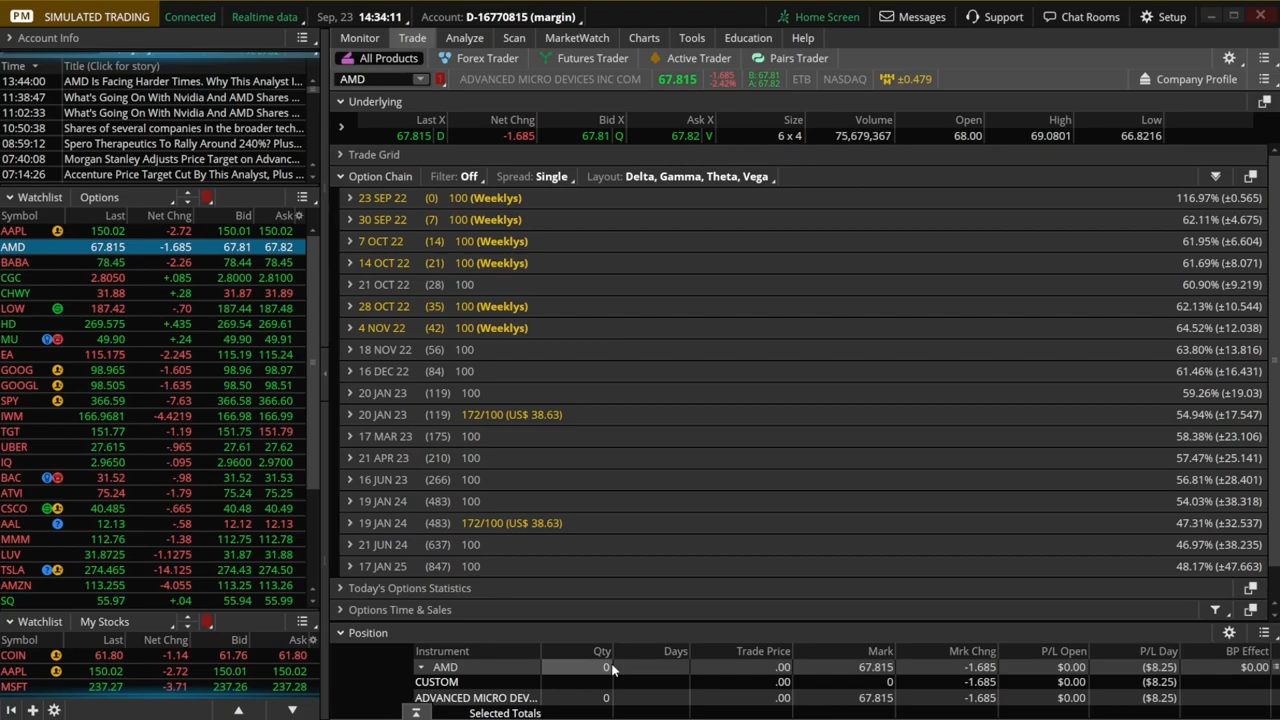 PM SIMULATED TRADING Connected Realtime data Sep, 23 14:34:11 Account: D-16770815 (margin) Home Screen Messages Support Chat Rooms Setup
Account Info
Monitor Trade Analyze Scan MarketWatch Charts Tools Education Help
All Products Forex Trader Futures Trader Active Trader Pairs Trader
Time Title (Click for story)
13:44:00 AMD Is Facing Harder Times. Why This Analyst I...
11:38:47 What's Going On With Nvidia And AMD Shares ...
11:02:33 What's Going On With Nvidia And AMD Shares ...
10:50:38 Shares of several companies in the broader tech...
08:59:12 Spero Therapeutics To Rally Around 240%? Plus...
07:40:08 Morgan Stanley Adjusts Price Target on Advanc...
07:14:26 Accenture Price Target Cut By This Analyst, Plus ...
AMD ADVANCED MICRO DEVICES INC COM 67.815 -1.685 -2.42% B: 67.81 A: 67.82 ETB NASDAQ ±0.479 Company Profile
Underlying
Last X Net Chng Bid X Ask X Size Volume Open High Low
67.815 D -1.685 67.81 Q 67.82 V 6 x 4 75,679,367 68.00 69.0801 66.8216
Trade Grid
Option Chain Filter: Off Spread: Single Layout: Delta, Gamma, Theta, Vega
23 SEP 22 (0) 100 (Weeklys) 116.97% (±0.565)
30 SEP 22 (7) 100 (Weeklys) 62.11% (±4.675)
7 OCT 22 (14) 100 (Weeklys) 61.95% (±6.604)
14 OCT 22 (21) 100 (Weeklys) 61.69% (±8.071)
21 OCT 22 (28) 100 60.90% (±9.219)
28 OCT 22 (35) 100 (Weeklys) 62.13% (±10.544)
4 NOV 22 (42) 100 (Weeklys) 64.52% (±12.038)
18 NOV 22 (56) 100 63.80% (±13.816)
16 DEC 22 (84) 100 61.46% (±16.431)
20 JAN 23 (119) 100 59.26% (±19.03)
20 JAN 23 (119) 172/100 (US$ 38.63) 54.94% (±17.547)
17 MAR 23 (175) 100 58.38% (±23.106)
21 APR 23 (210) 100 57.47% (±25.141)
16 JUN 23 (266) 100 56.81% (±28.401)
19 JAN 24 (483) 100 54.03% (±38.318)
19 JAN 24 (483) 172/100 (US$ 38.63) 47.31% (±32.537)
21 JUN 24 (637) 100 46.97% (±38.235)
17 JAN 25 (847) 100 48.17% (±47.663)
Today's Options Statistics
Options Time & Sales
Watchlist Options
Symbol Last Net Chng Bid Ask
AAPL 150.02 -2.72 150.01 150.02
AMD 67.815 -1.685 67.81 67.82
BABA 78.45 -2.26 78.44 78.45
CGC 2.8050 +.085 2.8000 2.8100
CHWY 31.88 +.28 31.87 31.89
LOW 187.42 -.70 187.44 187.48
HD 269.575 +.435 269.54 269.61
MU 49.90 +.24 49.90 49.91
EA 115.175 -2.245 115.19 115.24
GOOG 98.965 -1.605 98.96 98.97
GOOGL 98.505 -1.635 98.50 98.51
SPY 366.59 -7.63 366.58 366.60
IWM 166.9681 -4.4219 166.98 166.99
TGT 151.77 -1.19 151.75 151.79
UBER 27.615 -.965 27.61 27.62
IQ 2.9650 -.095 2.9600 2.9700
BAC 31.52 -.98 31.52 31.53
ATVI 75.24 -1.79 75.24 75.25
CSCO 40.485 -.665 40.48 40.49
AAL 12.13 -.58 12.12 12.13
MMM 112.76 -1.38 112.75 112.78
LUV 31.8725 -1.1275 31.87 31.88
TSLA 274.465 -14.125 274.43 274.50
AMZN 113.255 -4.055 113.25 113.26
SQ 55.97 +.04 55.94 55.99
Watchlist My Stocks
Symbol Last Net Chng Bid Ask
COIN 61.80 -1.14 61.76 61.80
AAPL 150.02 -2.72 150.01 150.02
MSFT 237.27 -3.71 237.26 237.28
Position
Instrument Qty Days Trade Price Mark Mrk Chng P/L Open P/L Day BP Effect
AMD 0 .00 67.815 -1.685 $0.00 ($8.25) $0.00
CUSTOM .00 0 -1.685 $0.00 ($8.25)
ADVANCED MICRO DEV... 0 .00 67.815 -1.685 $0.00 ($8.25)
Selected Totals